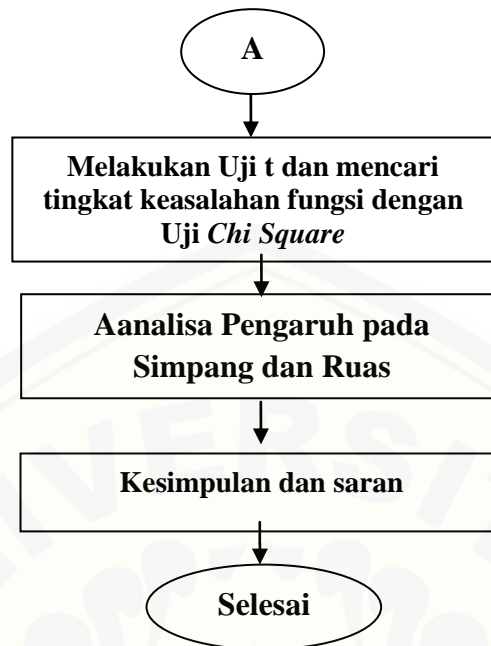 A
Melakukan Uji t dan mencari
tingkat keasalahan fungsi dengan
Uji Chi Square
Aanalisa Pengaruh pada
Simpang dan Ruas
Kesimpulan dan saran
Selesai